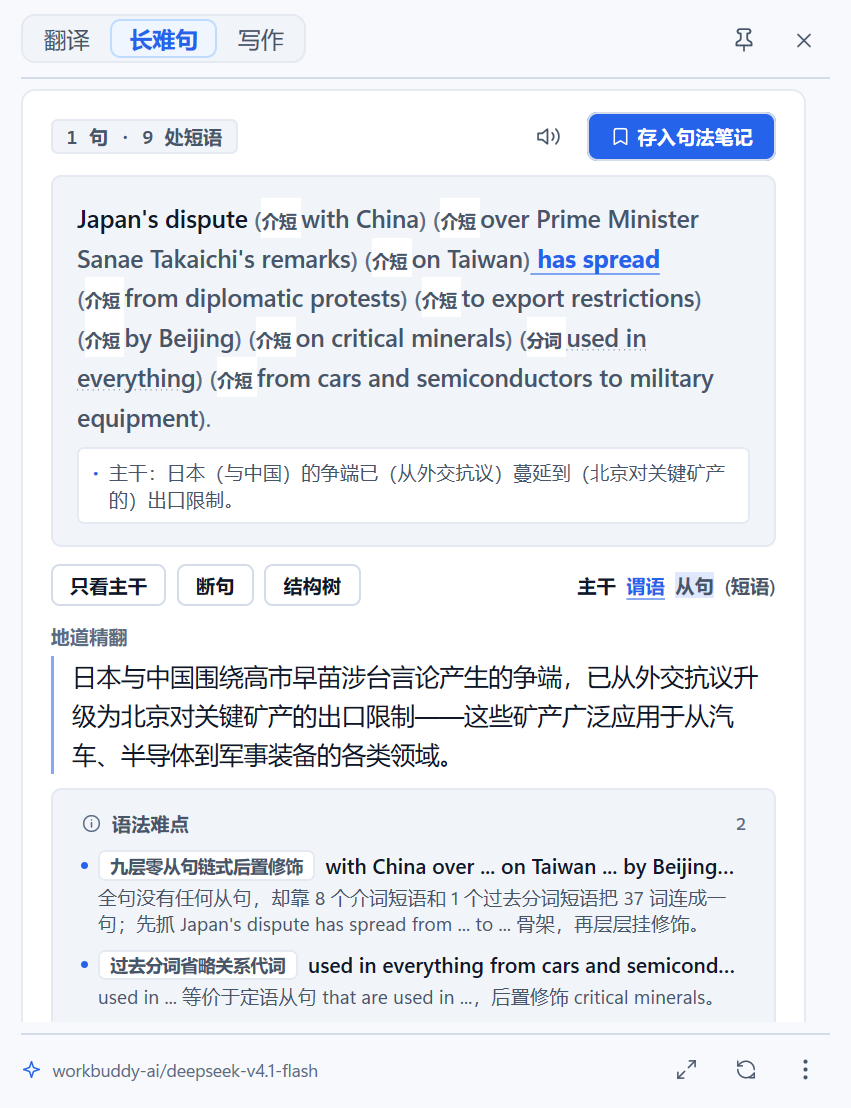 翻译 长难句 写作
1 句 · 9 处短语 存入句法笔记
Japan's dispute (介短 with China) (介短 over Prime Minister
Sanae Takaichi's remarks) (介短 on Taiwan) has spread
(介短 from diplomatic protests) (介短 to export restrictions)
(介短 by Beijing) (介短 on critical minerals) (分词 used in
everything) (介短 from cars and semiconductors to military
equipment).
· 主干：日本（与中国）的争端已（从外交抗议）蔓延到（北京对关键矿产
的）出口限制。
只看主干 断句 结构树 主干 谓语 从句 (短语)
地道精翻
日本与中国围绕高市早苗涉台言论产生的争端，已从外交抗议升
级为北京对关键矿产的出口限制——这些矿产广泛应用于从汽
车、半导体到军事装备的各类领域。
语法难点 2
• 九层零从句链式后置修饰 with China over ... on Taiwan ... by Beijing...
全句没有任何从句，却靠 8 个介词短语和 1 个过去分词短语把 37 词连成一
句；先抓 Japan's dispute has spread from ... to ... 骨架，再层层挂修饰。
• 过去分词省略关系代词 used in everything from cars and semicond...
used in ... 等价于定语从句 that are used in ...，后置修饰 critical minerals。
workbuddy-ai/deepseek-v4.1-flash